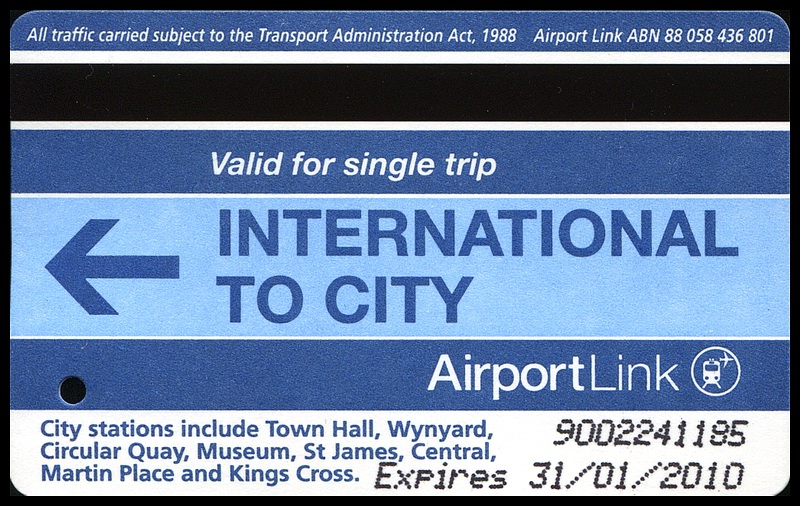 All traffic carried subject to the Transport Administration Act, 1988 Airport Link ABN 88 058 436 801
Valid for single trip
INTERNATIONAL
TO CITY
AirportLink
City stations include Town Hall, Wynyard,
Circular Quay, Museum, St James, Central,
Martin Place and Kings Cross.
9002241185
Expires 31/01/2010